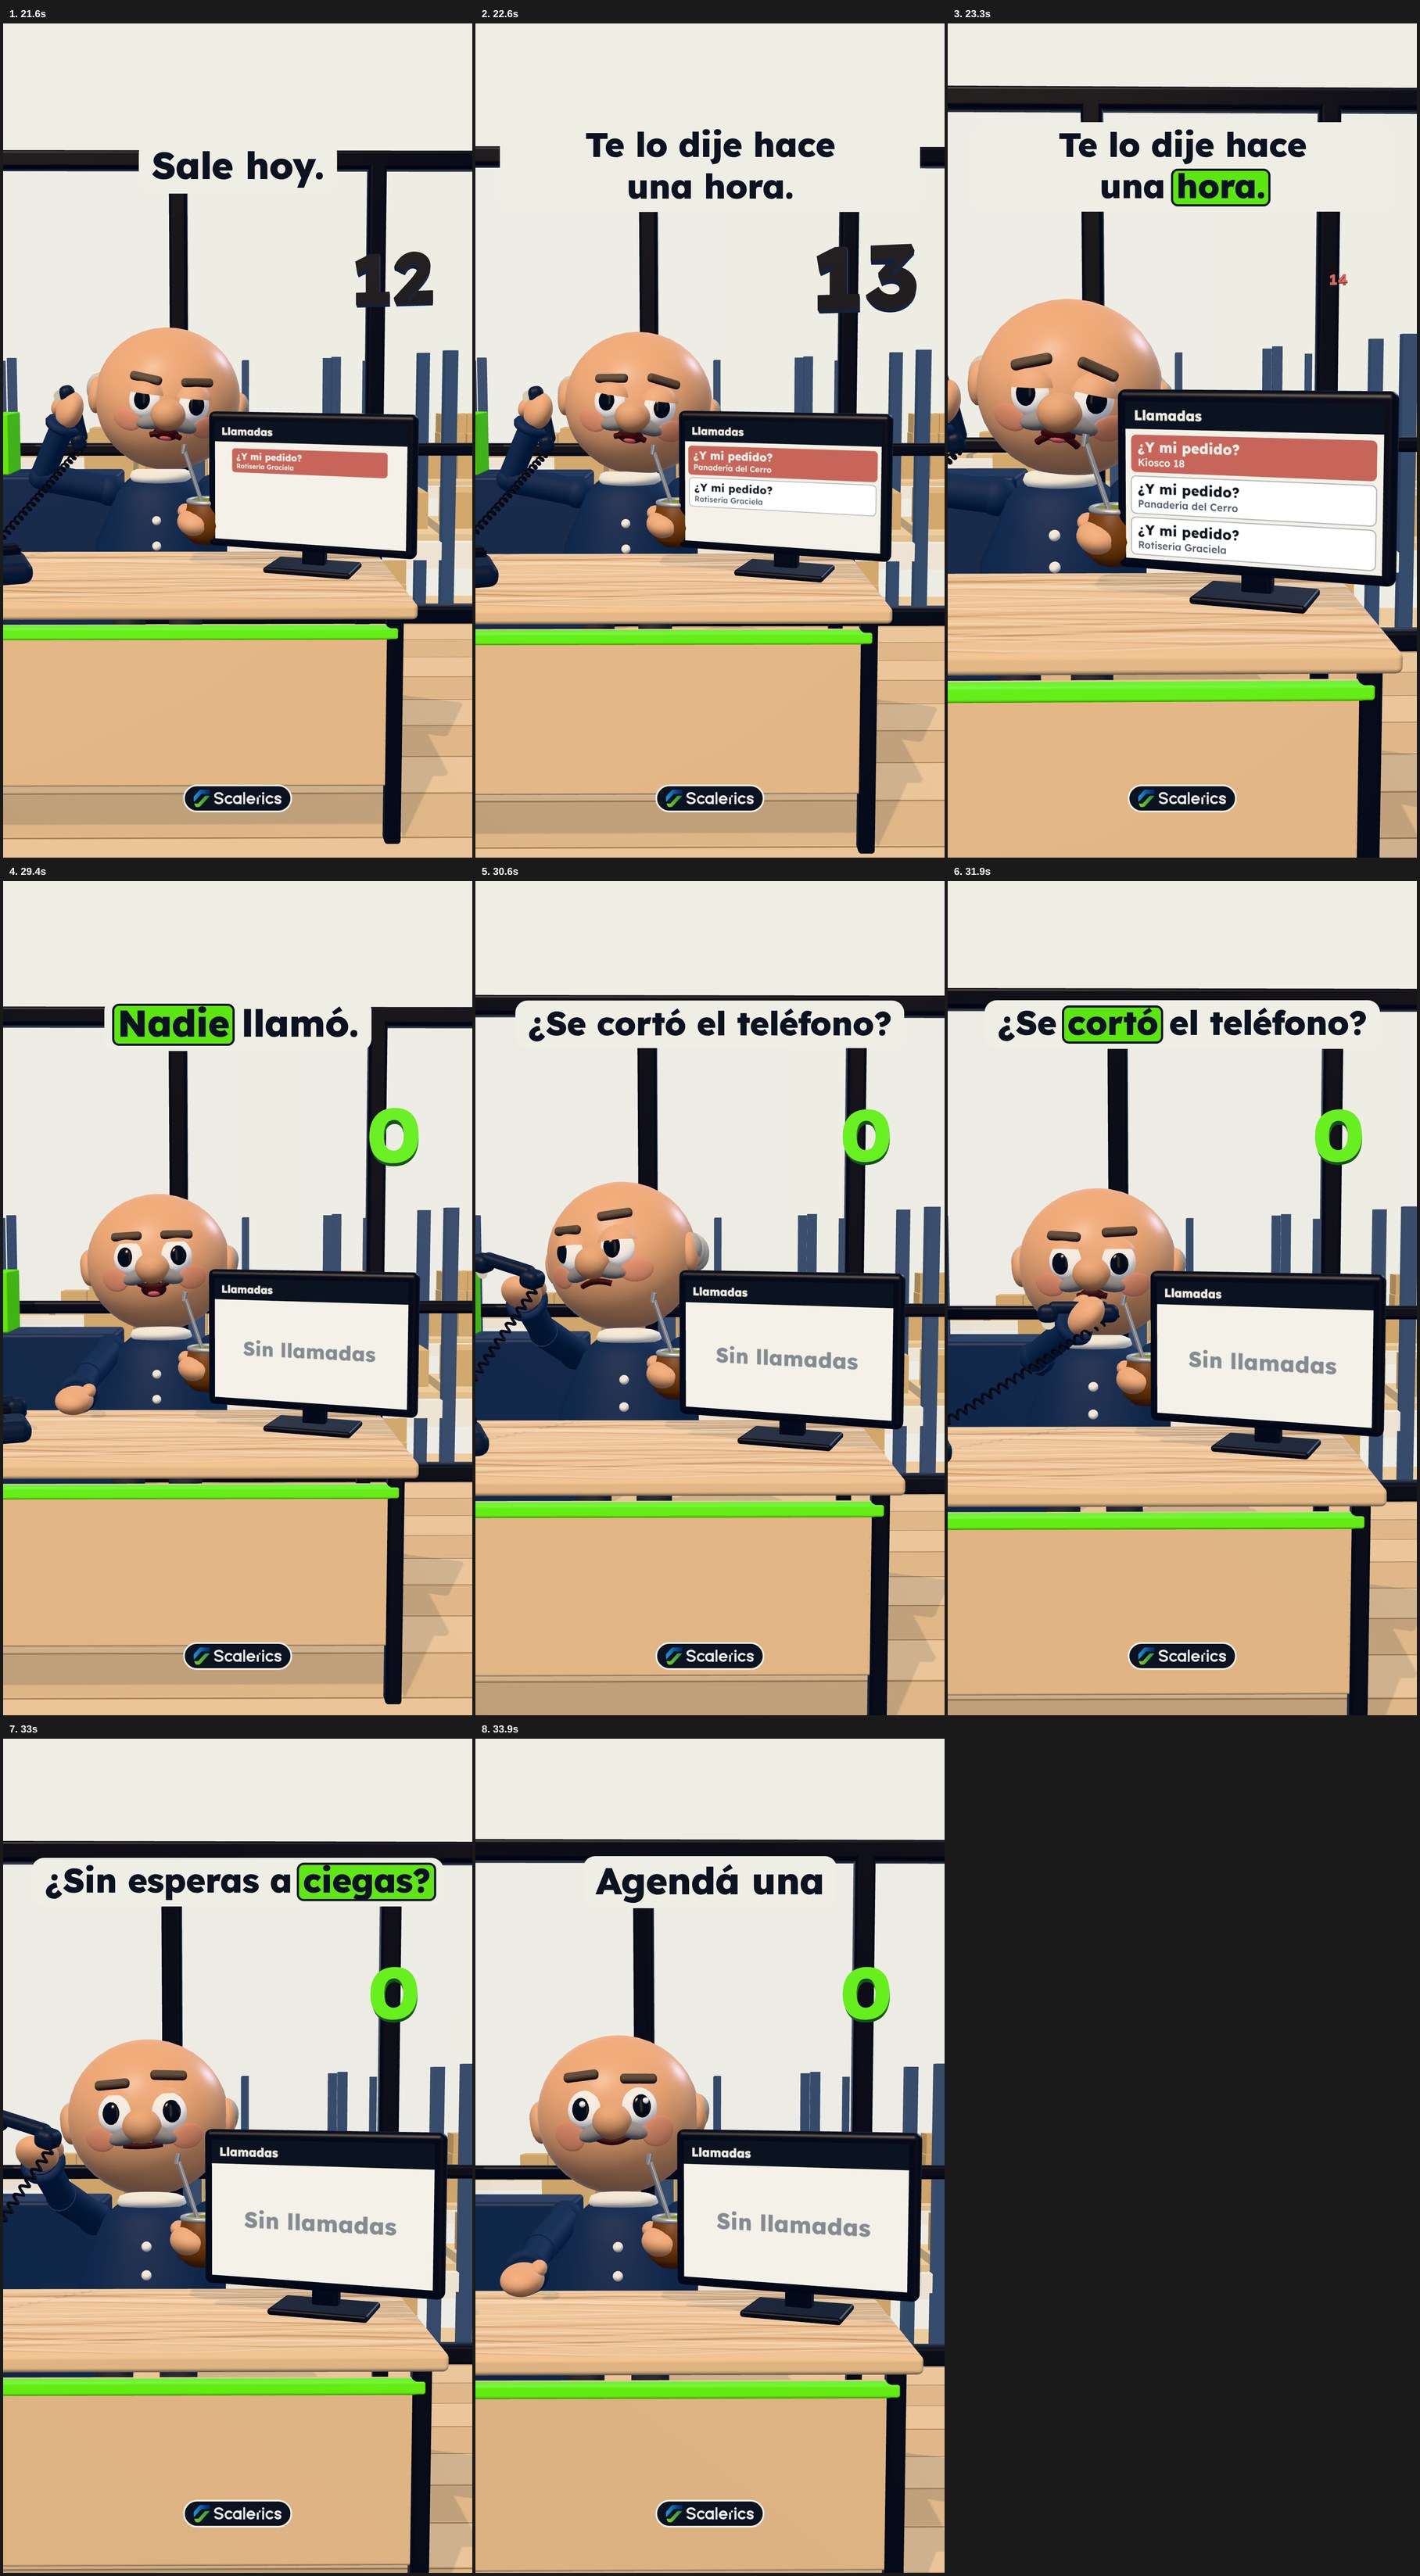 1. 21.6s
Sale hoy.
12
Llamadas
¿Y mi pedido?
Rotisería Graciela
Scalerics
2. 22.6s
Te lo dije hace
una hora.
13
Llamadas
¿Y mi pedido?
Panadería del Cerro
¿Y mi pedido?
Rotisería Graciela
Scalerics
3. 23.3s
Te lo dije hace
una hora.
14
Llamadas
¿Y mi pedido?
Kiosco 18
¿Y mi pedido?
Panadería del Cerro
¿Y mi pedido?
Rotisería Graciela
Scalerics
4. 29.4s
Nadie llamó.
0
Llamadas
Sin llamadas
Scalerics
5. 30.6s
¿Se cortó el teléfono?
0
Llamadas
Sin llamadas
Scalerics
6. 31.9s
¿Se cortó el teléfono?
0
Llamadas
Sin llamadas
Scalerics
7. 33s
¿Sin esperas a ciegas?
0
Llamadas
Sin llamadas
Scalerics
8. 33.9s
Agendá una
0
Llamadas
Sin llamadas
Scalerics